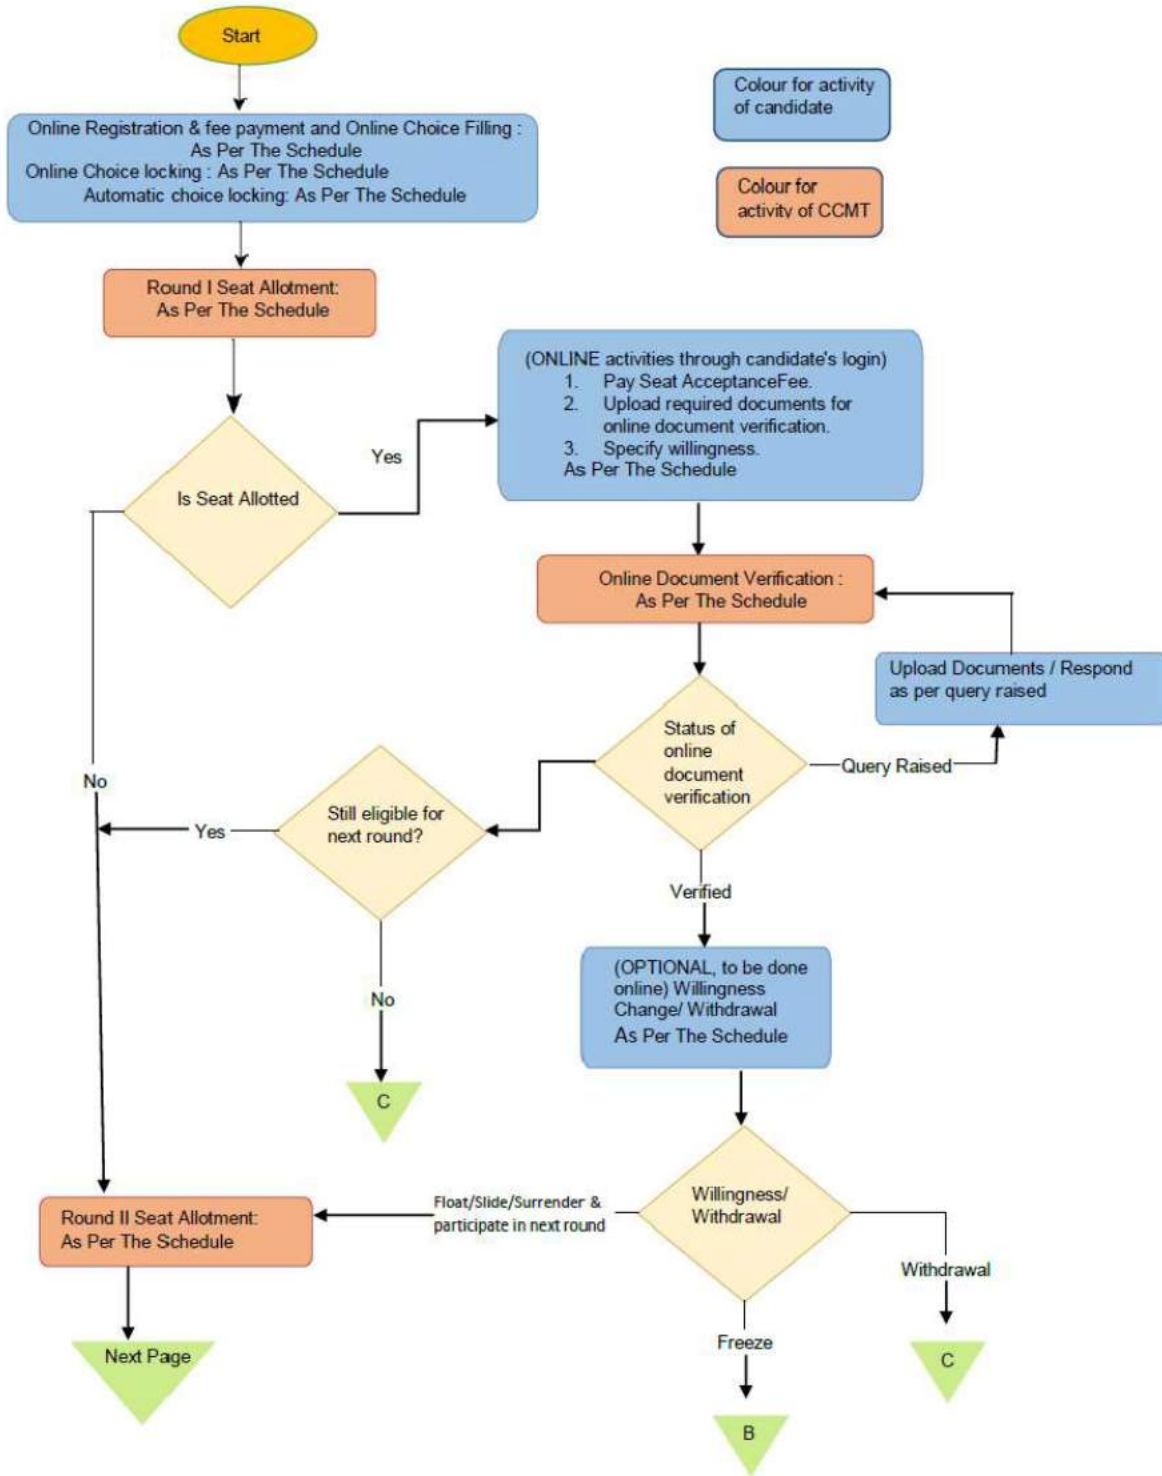 Start
Colour for activity
of candidate
Online Registration & fee payment and Online Choice Filling :
As Per The Schedule
Online Choice locking : As Per The Schedule
Automatic choice locking: As Per The Schedule
Colour for
activity of CCMT
Round I Seat Allotment:
As Per The Schedule
(ONLINE activities through candidate's login)
1. Pay Seat AcceptanceFee.
2. Upload required documents for
online document verification.
3. Specify willingness.
As Per The Schedule
Yes
Is Seat Allotted
Online Document Verification :
As Per The Schedule
Upload Documents / Respond
as per query raised
Status of
online
document
verification
Query Raised
No
Still eligible for
next round?
Yes
Verified
(OPTIONAL, to be done
online) Willingness
Change/ Withdrawal
As Per The Schedule
No
C
Float/Slide/Surrender &
participate in next round
Willingness/
Withdrawal
Round II Seat Allotment:
As Per The Schedule
Withdrawal
Freeze
Next Page
C
B